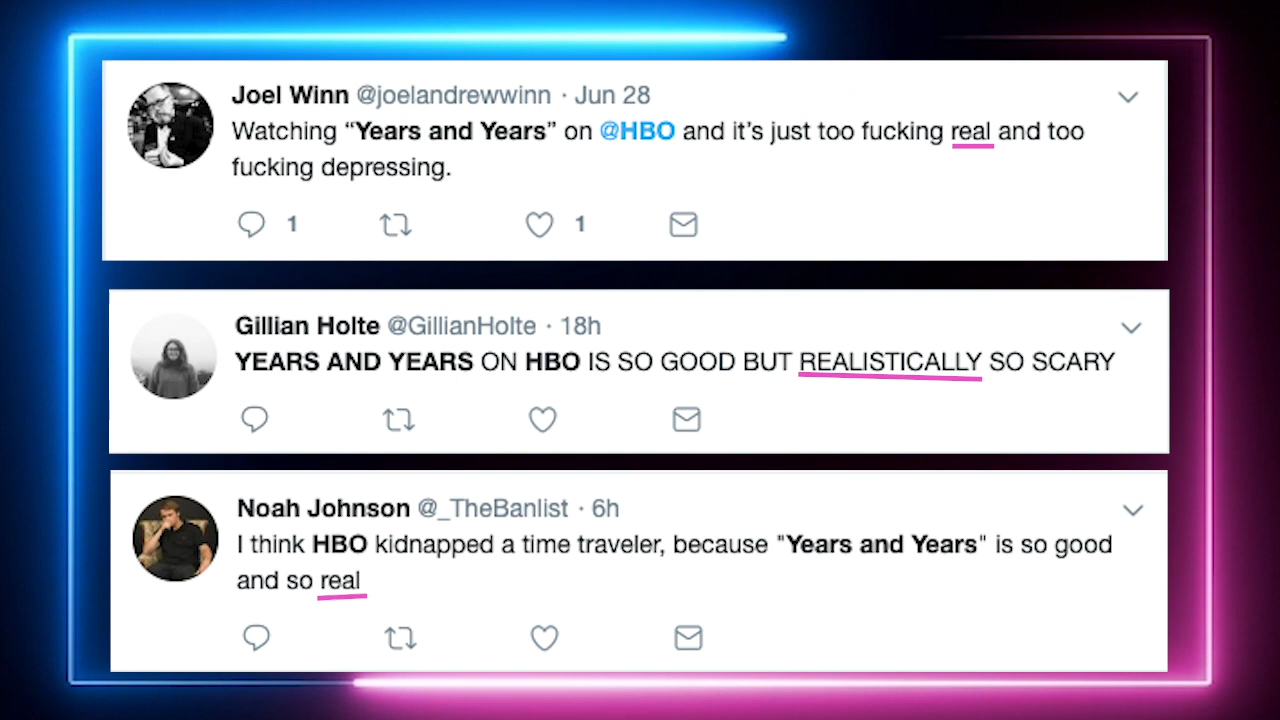 Joel Winn @joelandrewwinn · Jun 28
Watching “Years and Years” on @HBO and it’s just too fucking real and too
fucking depressing.
1 1
Gillian Holte @GillianHolte · 18h
YEARS AND YEARS ON HBO IS SO GOOD BUT REALISTICALLY SO SCARY
Noah Johnson @_TheBanlist · 6h
I think HBO kidnapped a time traveler, because "Years and Years" is so good
and so real